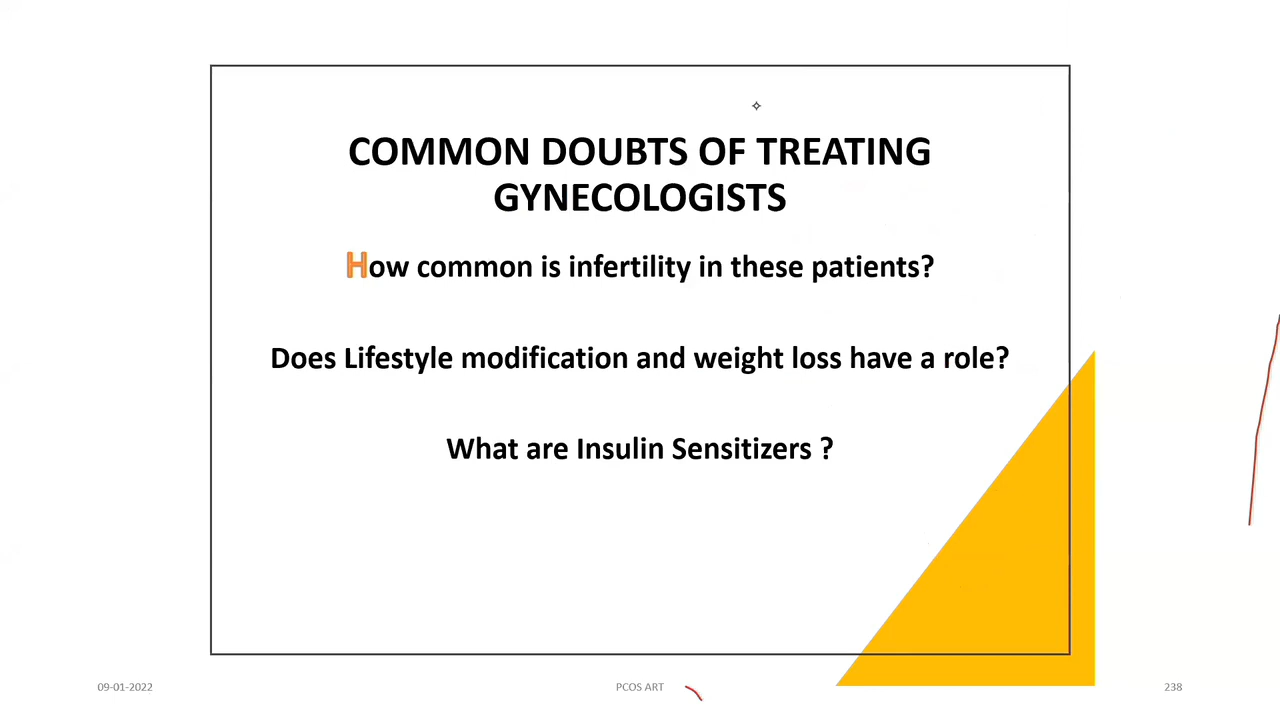 COMMON DOUBTS OF TREATING
GYNECOLOGISTS
How common is infertility in these patients?
Does Lifestyle modification and weight loss have a role?
What are Insulin Sensitizers ?
09-01-2022
PCOS ART
238